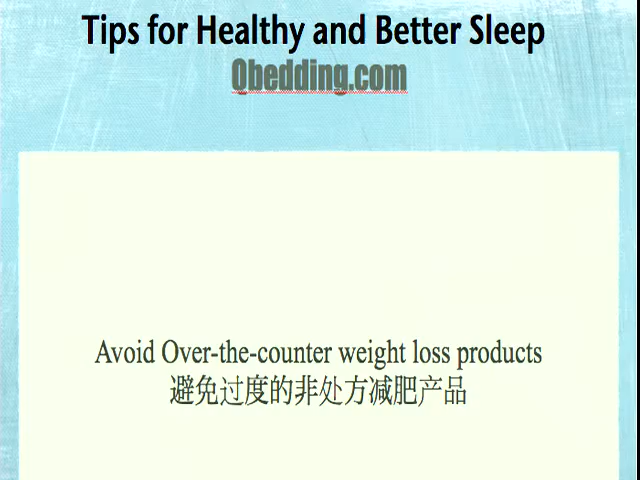 Tips for Healthy and Better Sleep
Qbedding.com
Avoid Over-the-counter weight loss products
避免过度的非处方减肥产品